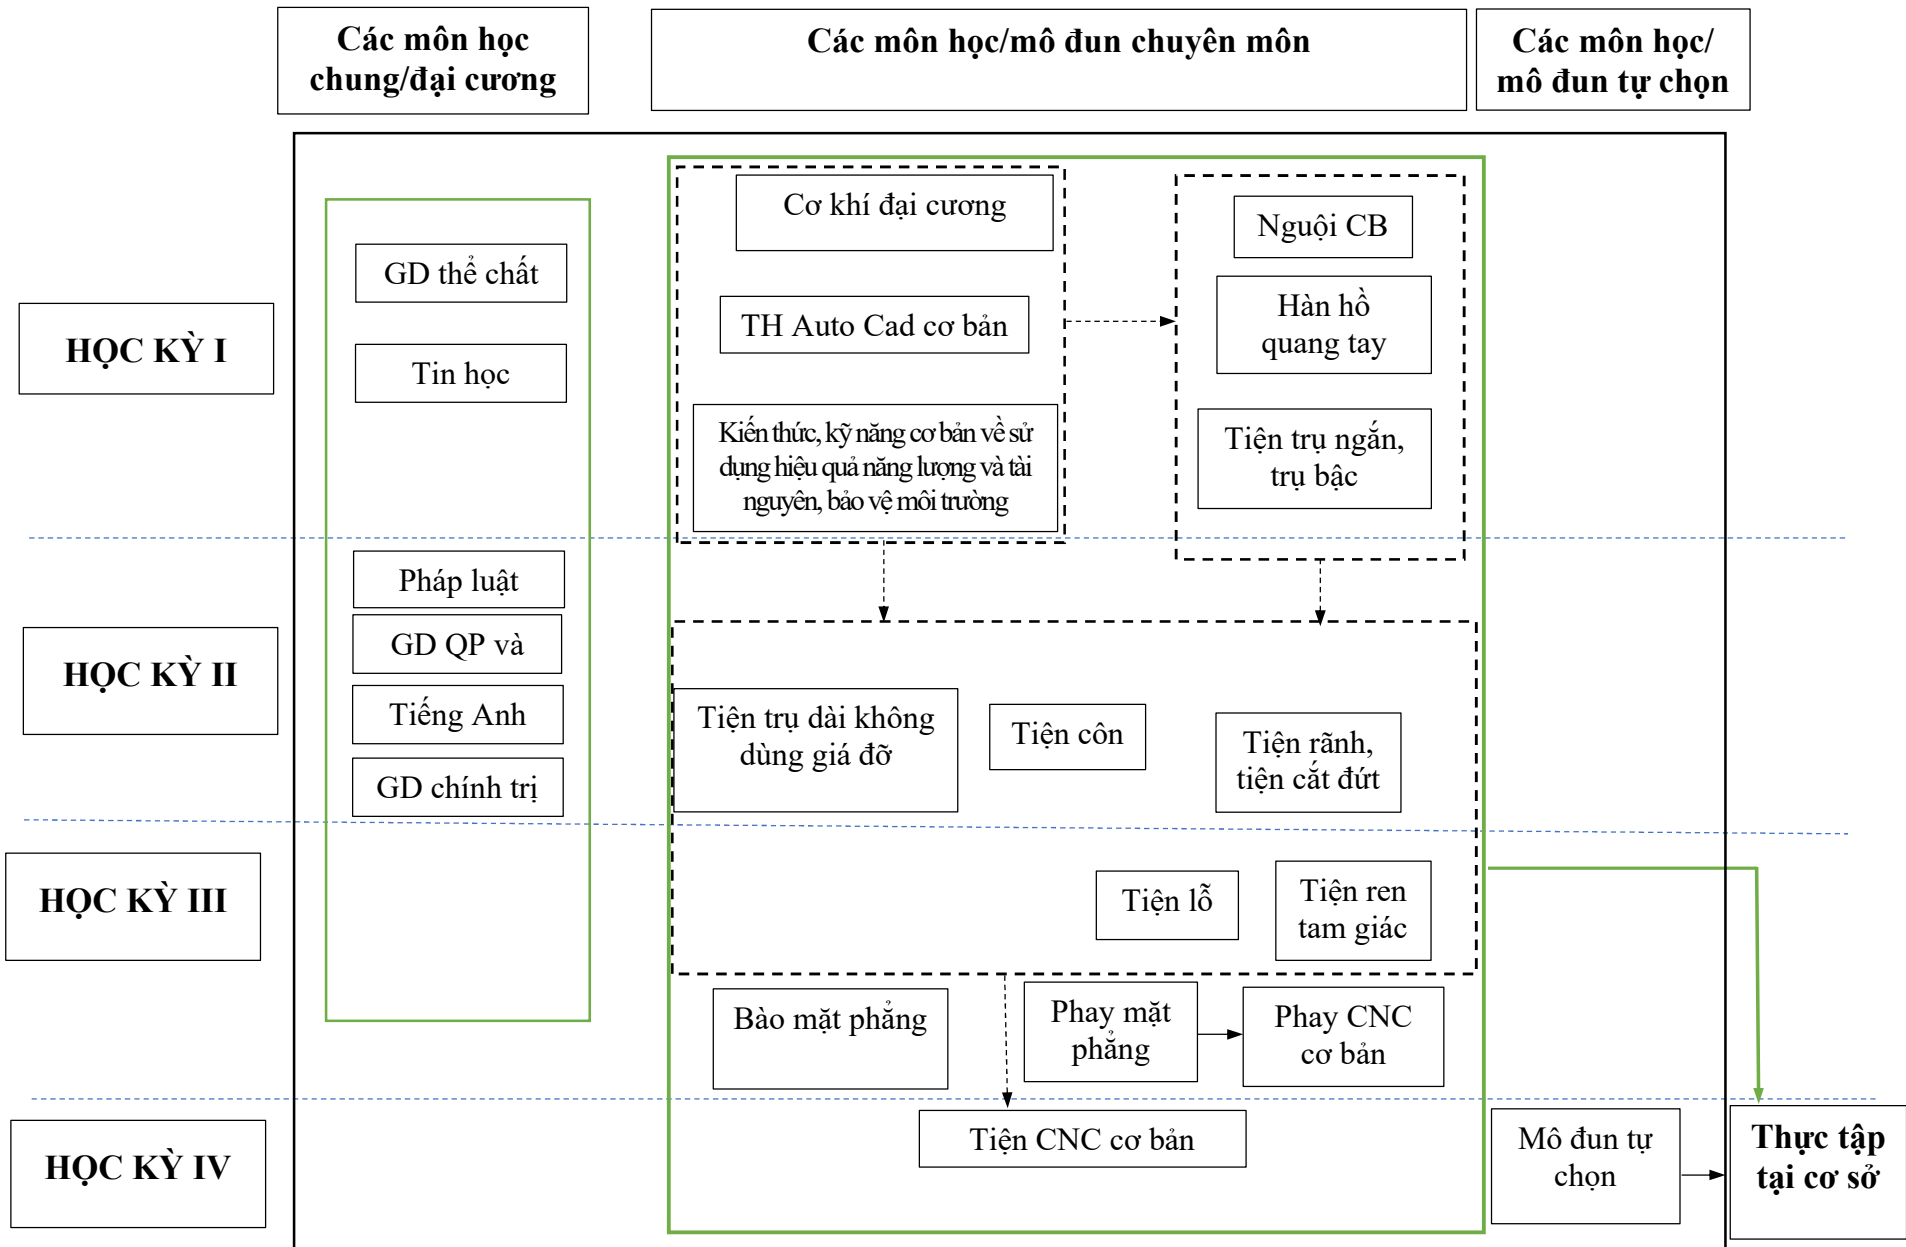 Các môn học
chung/đại cương
Các môn học/mô đun chuyên môn
Các môn học/
mô đun tự chọn
HỌC KỲ I
GD thể chất
Tin học
Cơ khí đại cương
TH Auto Cad cơ bản
Kiến thức, kỹ năng cơ bản về sử
dụng hiệu quả năng lượng và tài
nguyên, bảo vệ môi trường
Nguội CB
Hàn hồ
quang tay
Tiện trụ ngắn,
trụ bậc
HỌC KỲ II
Pháp luật
GD QP và
Tiếng Anh
GD chính trị
Tiện trụ dài không
dùng giá đỡ
Tiện côn
Tiện rãnh,
tiện cắt đứt
HỌC KỲ III
Tiện lỗ
Tiện ren
tam giác
Bào mặt phẳng
Phay mặt
phẳng
Phay CNC
cơ bản
HỌC KỲ IV
Tiện CNC cơ bản
Mô đun tự
chọn
Thực tập
tại cơ sở